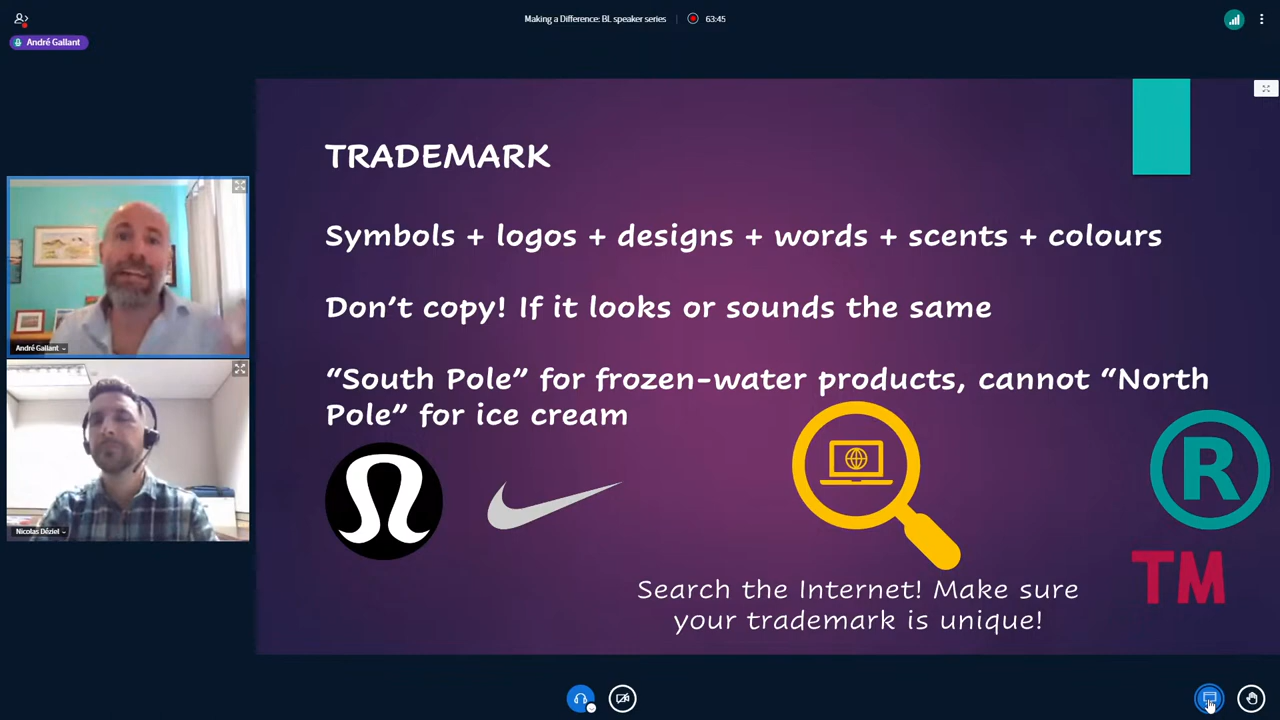 Making a Difference: BL speaker series
63:45
André Gallant
TRADEMARK
Symbols + logos + designs + words + scents + colours
Don't copy! If it looks or sounds the same
“South Pole” for frozen-water products, cannot “North
Pole” for ice cream
R
TM
Search the Internet! Make sure
your trademark is unique!
André Gallant
Nicolas Déziel